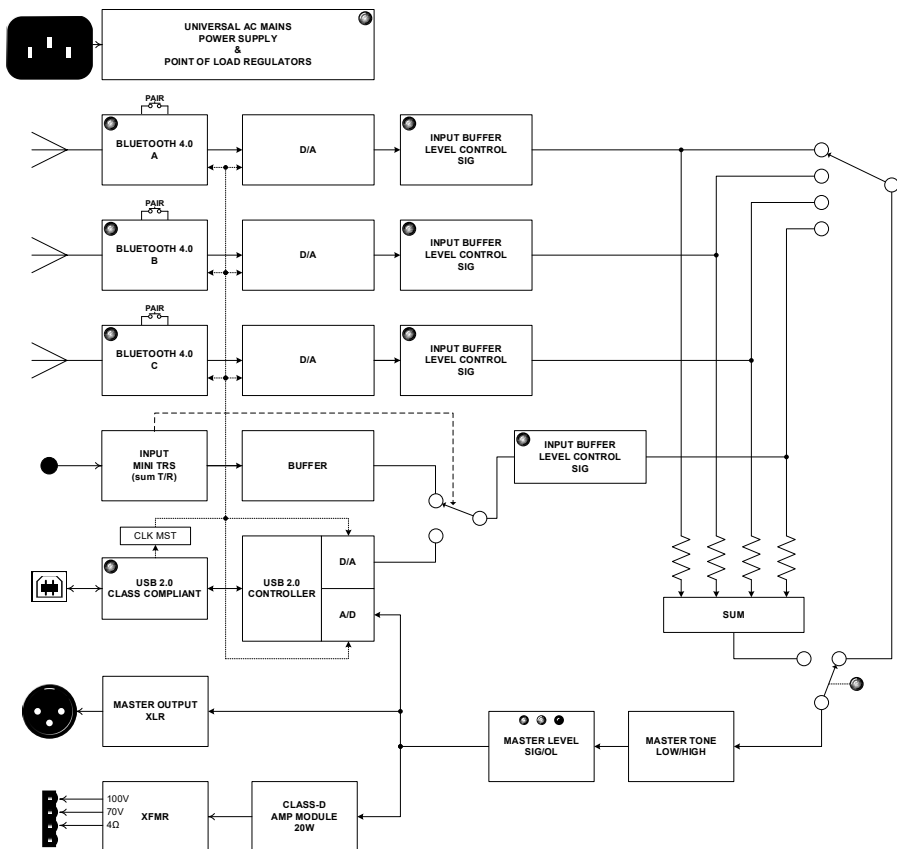 UNIVERSAL AC MAINS
POWER SUPPLY
&
POINT OF LOAD REGULATORS
PAIR
BLUETOOTH 4.0
A
D/A
INPUT BUFFER
LEVEL CONTROL
SIG
PAIR
BLUETOOTH 4.0
B
D/A
INPUT BUFFER
LEVEL CONTROL
SIG
PAIR
BLUETOOTH 4.0
C
D/A
INPUT BUFFER
LEVEL CONTROL
SIG
INPUT
MINI TRS
(sum T/R)
BUFFER
INPUT BUFFER
LEVEL CONTROL
SIG
CLK MST
USB 2.0
CLASS COMPLIANT
USB 2.0
CONTROLLER
D/A
A/D
SUM
MASTER OUTPUT
XLR
MASTER LEVEL
SIG/OL
MASTER TONE
LOW/HIGH
100V
70V
4Ω
XFMR
CLASS-D
AMP MODULE
20W